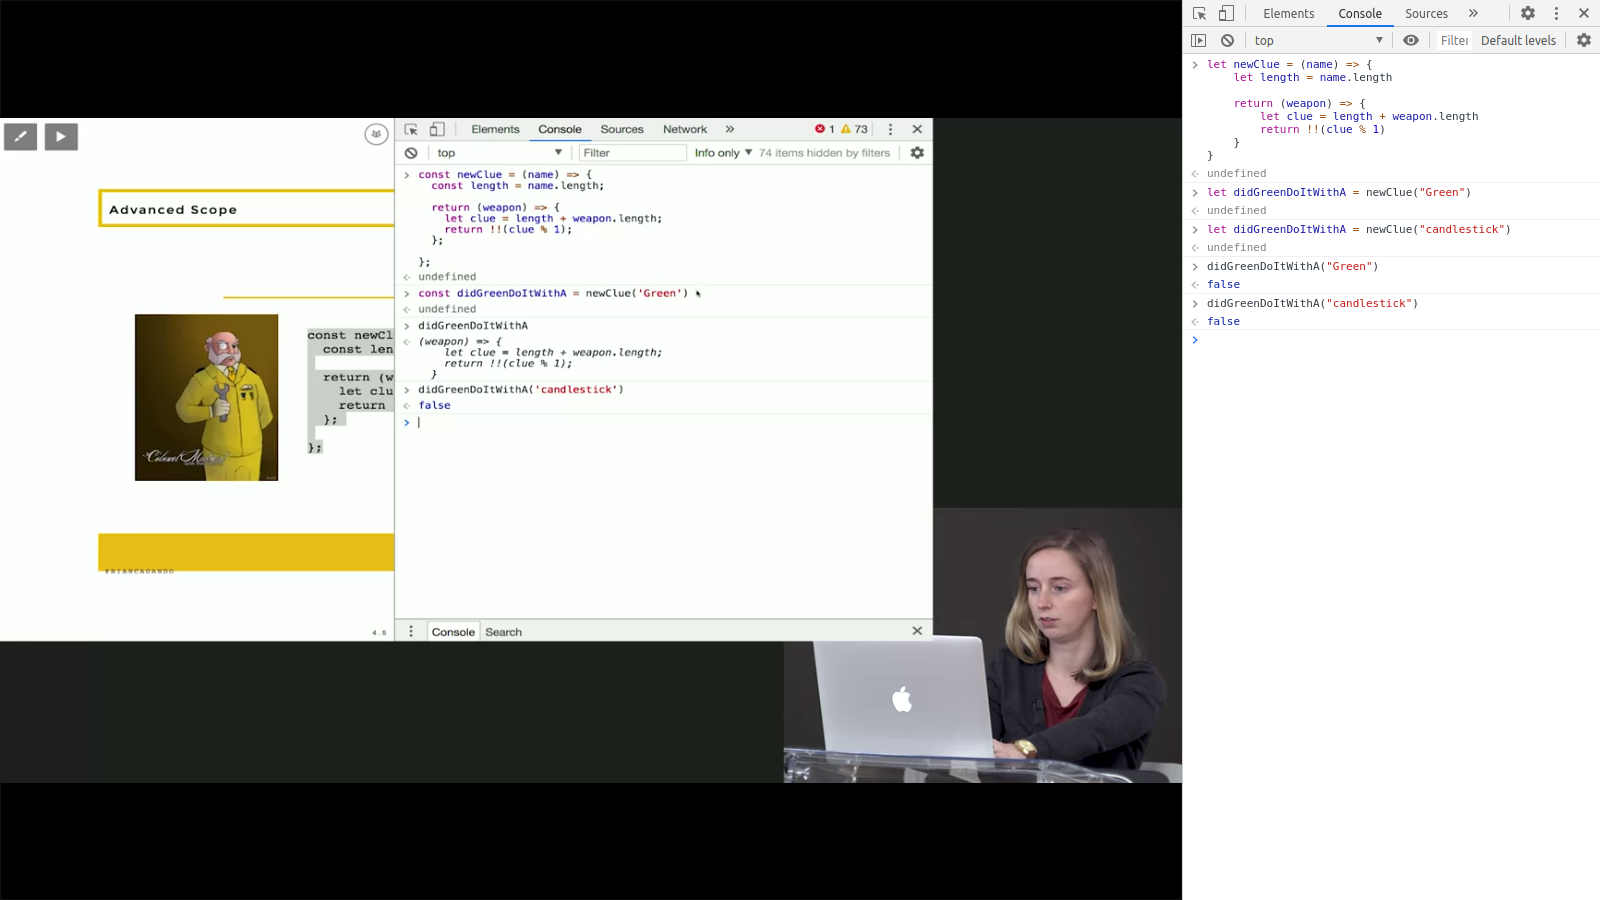 Advanced Scope
const newCl
const len
return (w
let clu
return
};
};
Colonel
#BIANCAGANDO
4.5
Elements Console Sources Network »
1 73
top Filter Info only 74 items hidden by filters
const newClue = (name) => {
const length = name.length;
return (weapon) => {
let clue = length + weapon.length;
return !!(clue % 1);
};
};
undefined
const didGreenDoItWithA = newClue('Green')
undefined
didGreenDoItWithA
(weapon) => {
let clue = length + weapon.length;
return !!(clue % 1);
}
didGreenDoItWithA('candlestick')
false
Console Search
Elements Console Sources »
top Filter Default levels
let newClue = (name) => {
let length = name.length
return (weapon) => {
let clue = length + weapon.length
return !!(clue % 1)
}
}
undefined
let didGreenDoItWithA = newClue("Green")
undefined
let didGreenDoItWithA = newClue("candlestick")
undefined
didGreenDoItWithA("Green")
false
didGreenDoItWithA("candlestick")
false